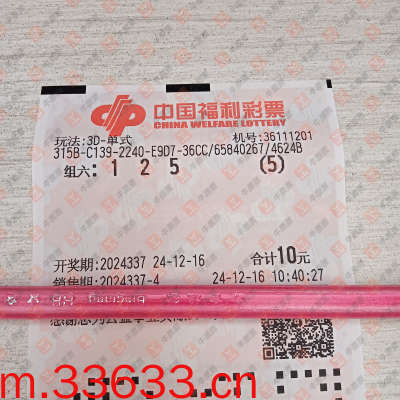 中国福利彩票
CHINA WELFARE LOTTERY
玩法:3D-单式 机号:36111201
315B-C139-2240-E9D7-36CC/65840267/4624B
组六: 1 2 5 (5)
开奖期:2024337 24-12-16 合计10元
销售期:2024337-4 24-12-16 10:40:27
m.33633.cn